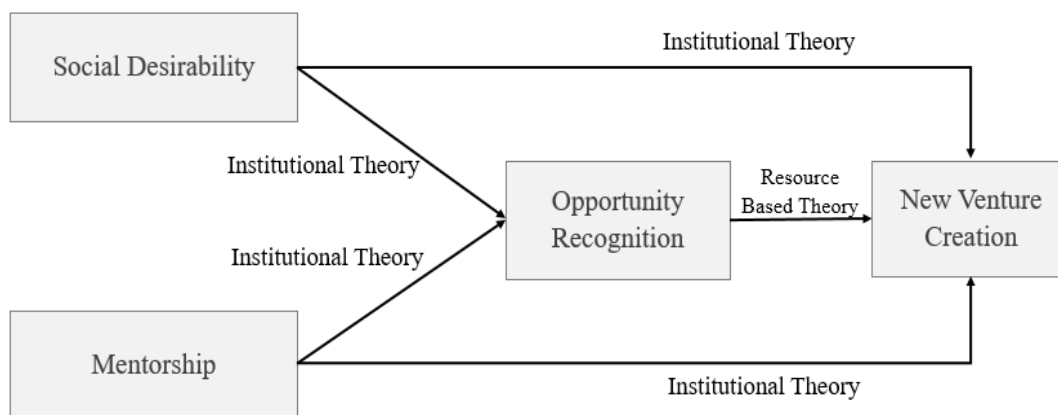 Institutional Theory
Social Desirability
Institutional Theory
Resource
Based Theory
Opportunity
Recognition
New Venture
Creation
Institutional Theory
Mentorship
Institutional Theory